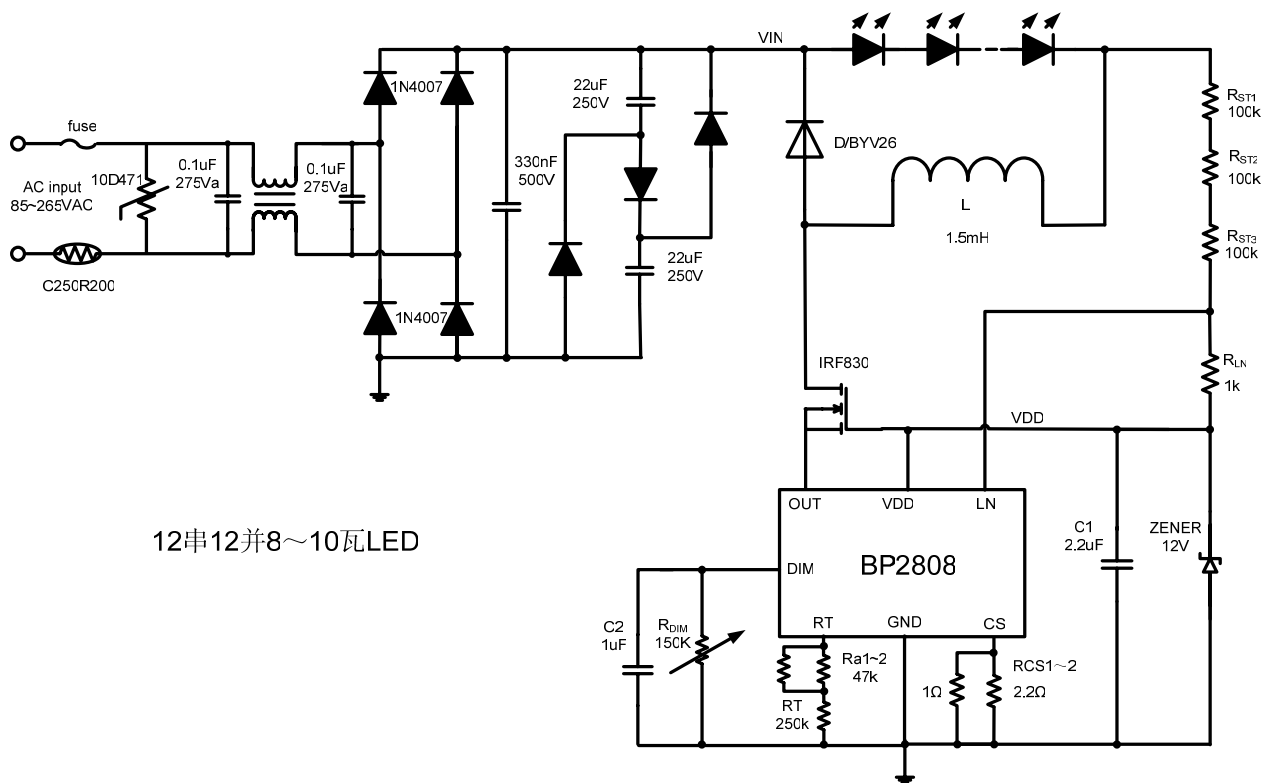 VIN
fuse
1N4007
22uF
250V
RST1
100k
0.1uF
275Va
0.1uF
275Va
330nF
500V
D/BYV26
RST2
100k
AC input
85~265VAC
10D471
L
1.5mH
RST3
100k
22uF
250V
C250R200
1N4007
IRF830
RLN
1k
VDD
OUT
VDD
LN
12串12并8～10瓦LED
C1
2.2uF
ZENER
12V
BP2808
DIM
C2
1uF
RDIM
150K
RT
GND
CS
Ra1~2
47k
RCS1～2
1Ω
2.2Ω
RT
250k